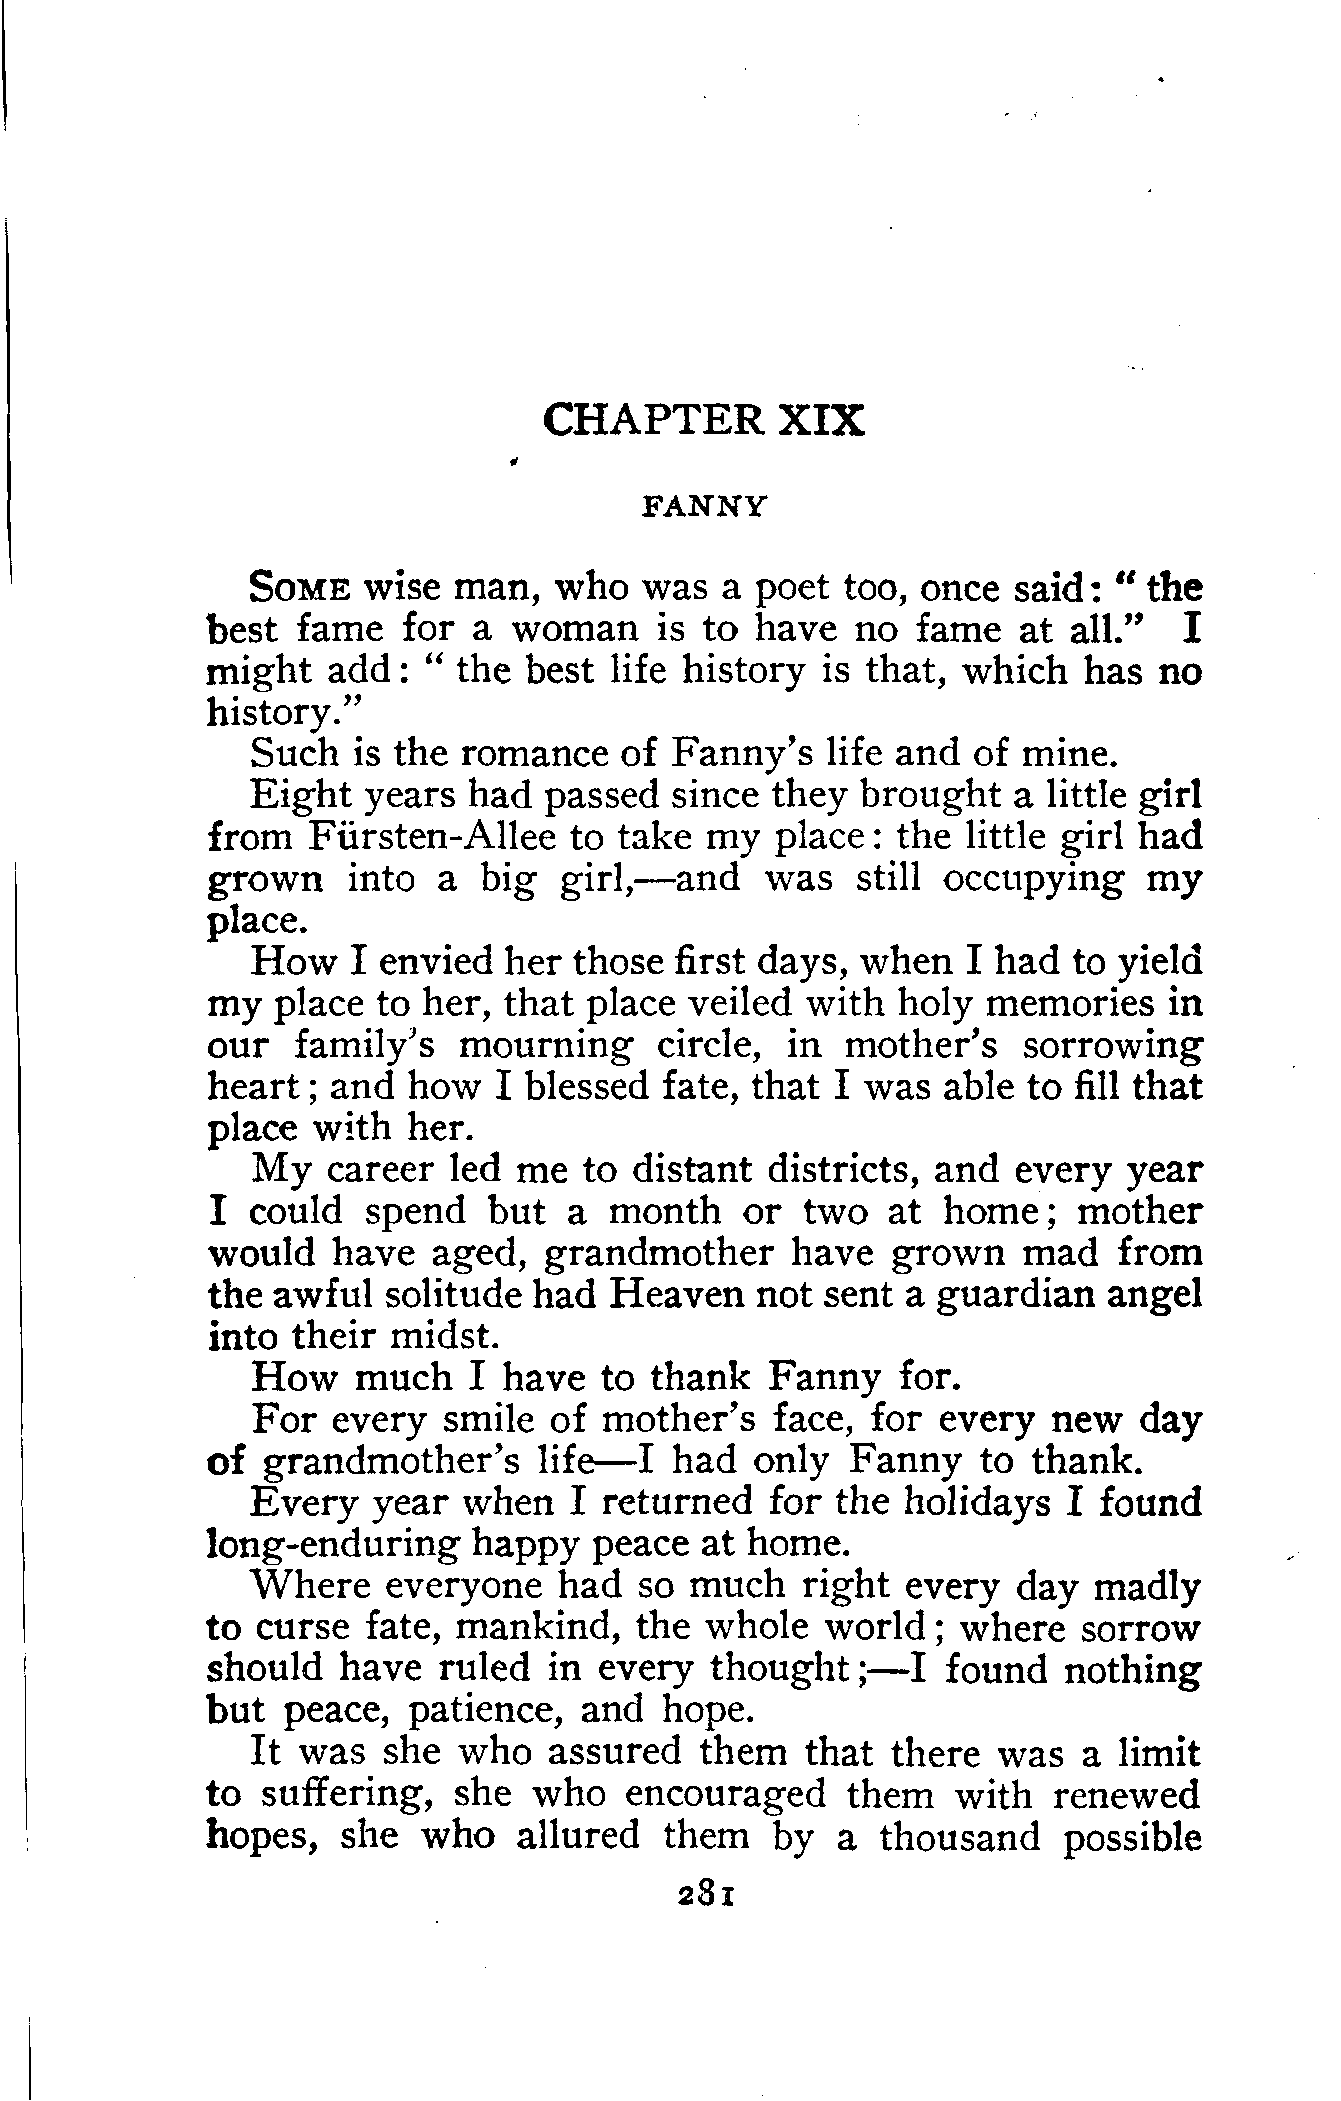 CHAPTER XIX
FANNY
SOME wise man, who was a poet too, once said: “ the
best fame for a woman is to have no fame at all.” I
might add: “ the best life history is that, which has no
history.”
Such is the romance of Fanny’s life and of mine.
Eight years had passed since they brought a little girl
from Fürsten-Allee to take my place: the little girl had
grown into a big girl,—and was still occupying my
place.
How I envied her those first days, when I had to yield
my place to her, that place veiled with holy memories in
our family’s mourning circle, in mother’s sorrowing
heart; and how I blessed fate, that I was able to fill that
place with her.
My career led me to distant districts, and every year
I could spend but a month or two at home; mother
would have aged, grandmother have grown mad from
the awful solitude had Heaven not sent a guardian angel
into their midst.
How much I have to thank Fanny for.
For every smile of mother’s face, for every new day
of grandmother’s life—I had only Fanny to thank.
Every year when I returned for the holidays I found
long-enduring happy peace at home.
Where everyone had so much right every day madly
to curse fate, mankind, the whole world; where sorrow
should have ruled in every thought;—I found nothing
but peace, patience, and hope.
It was she who assured them that there was a limit
to suffering, she who encouraged them with renewed
hopes, she who allured them by a thousand possible
281